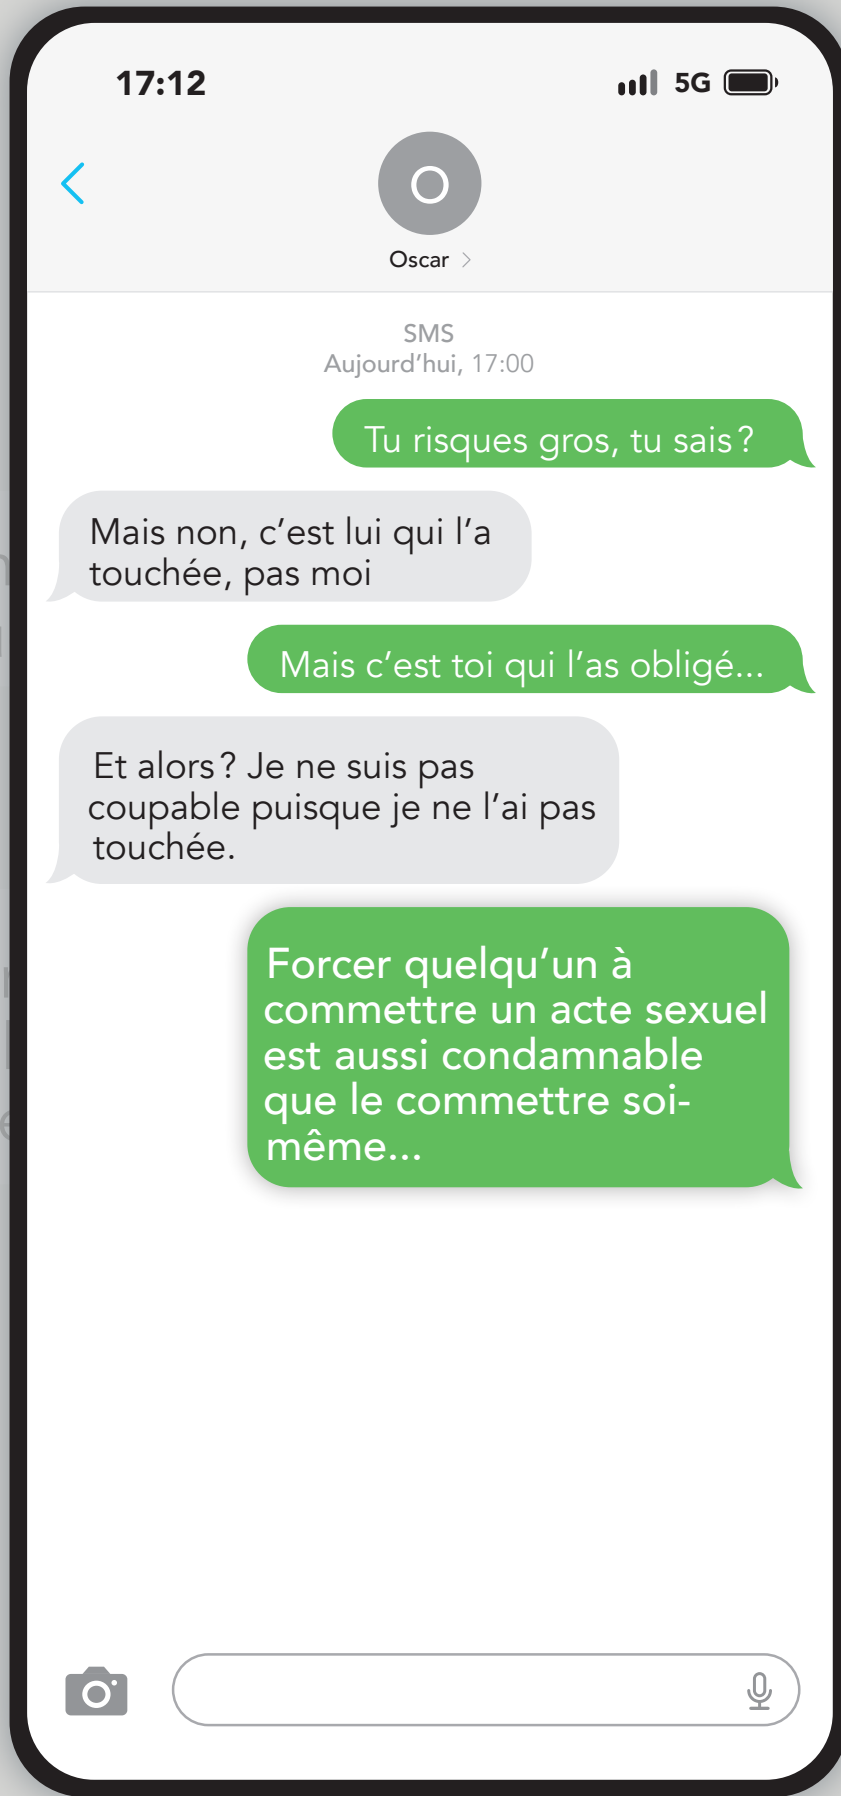 17:12
5G
O
Oscar
SMS
Aujourd'hui, 17:00
Tu risques gros, tu sais ?
Mais non, c'est lui qui l'a
touchée, pas moi
Mais c'est toi qui l'as obligé...
Et alors ? Je ne suis pas
coupable puisque je ne l'ai pas
touchée.
Forcer quelqu'un à
commettre un acte sexuel
est aussi condamnable
que le commettre soi-
même...